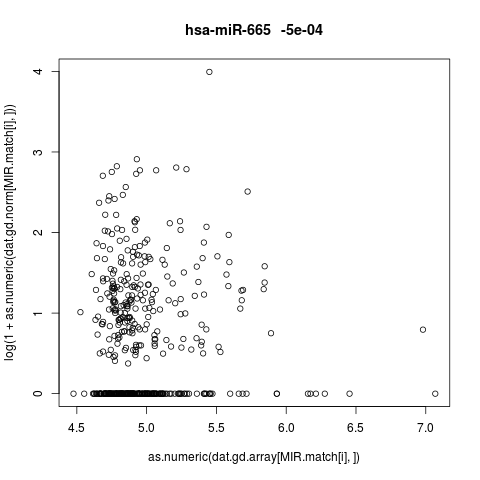 hsa-miR-665 -5e-04
log(1 + as.numeric(dat.gd.norm[MIR.match[i], ]))
4
3
2
1
0
4.5 5.0 5.5 6.0 6.5 7.0
as.numeric(dat.gd.array[MIR.match[i], ])